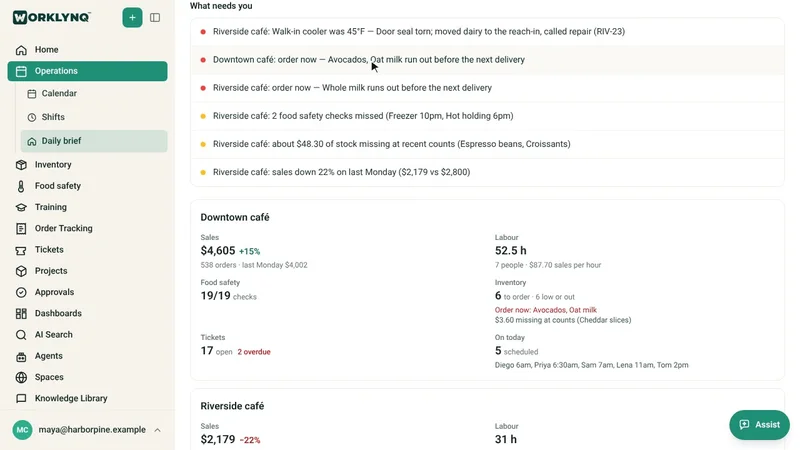 WORKLYNQ
Home
Operations
Calendar
Shifts
Daily brief
Inventory
Food safety
Training
Order Tracking
Tickets
Projects
Approvals
Dashboards
AI Search
Agents
Spaces
Knowledge Library
MC maya@harborpine.example
What needs you
Riverside café: Walk-in cooler was 45°F — Door seal torn; moved dairy to the reach-in, called repair (RIV-23)
Downtown café: order now — Avocados, Oat milk run out before the next delivery
Riverside café: order now — Whole milk runs out before the next delivery
Riverside café: 2 food safety checks missed (Freezer 10pm, Hot holding 6pm)
Riverside café: about $48.30 of stock missing at recent counts (Espresso beans, Croissants)
Riverside café: sales down 22% on last Monday ($2,179 vs $2,800)
Downtown café
Sales
$4,605 +15%
538 orders · last Monday $4,002
Labour
52.5 h
7 people · $87.70 sales per hour
Food safety
19/19 checks
Inventory
6 to order · 6 low or out
Order now: Avocados, Oat milk
$3.60 missing at counts (Cheddar slices)
Tickets
17 open 2 overdue
On today
5 scheduled
Diego 6am, Priya 6:30am, Sam 7am, Lena 11am, Tom 2pm
Riverside café
Sales
$2,179 -22%
Labour
31 h
Assist